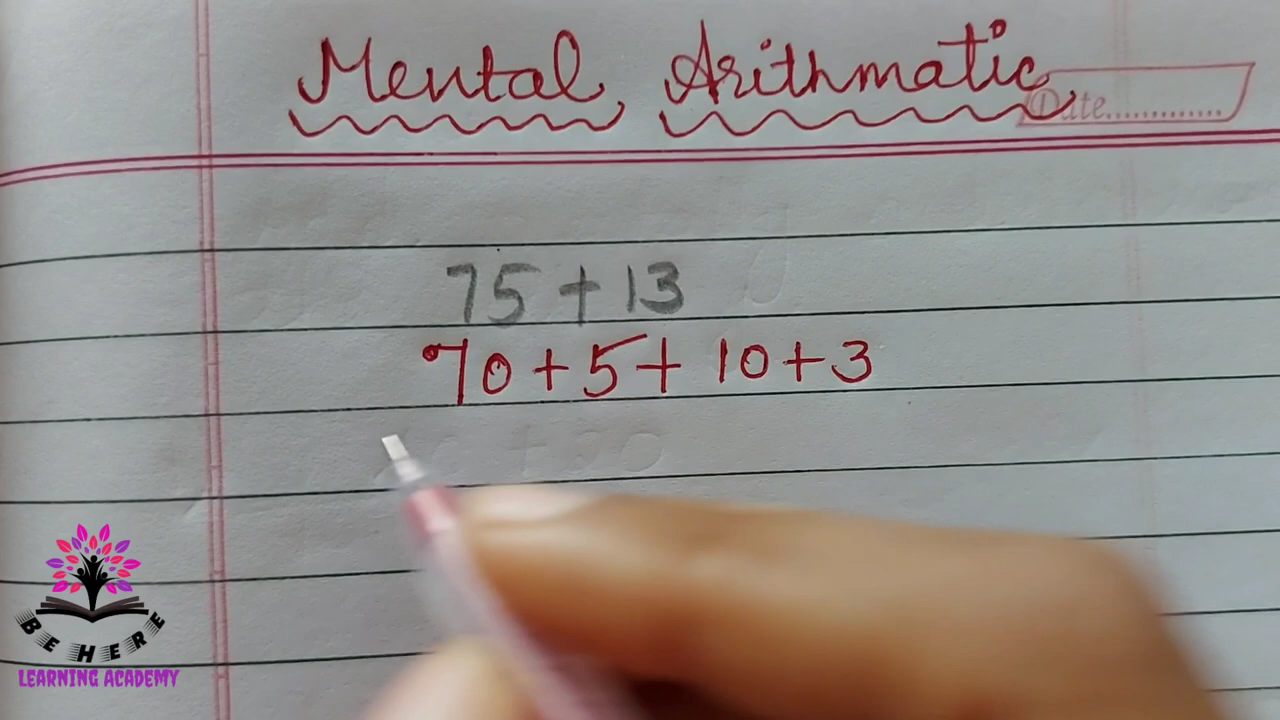 Mental Arithmatic
Date............
75 + 13
70 + 5 + 10 + 3
BE HERE
LEARNING ACADEMY